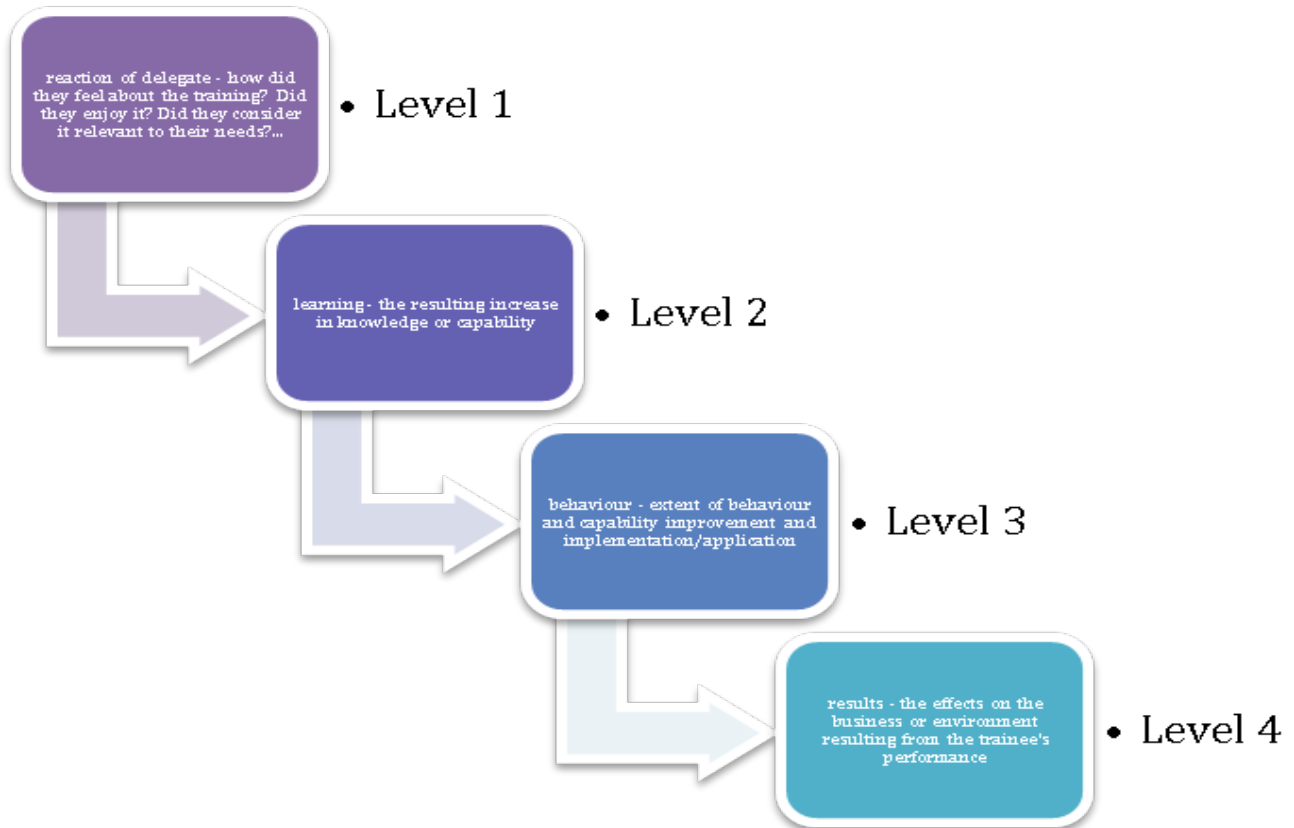 reaction of delegate - how did
they feel about the training? Did
they enjoy it? Did they consider
it relevant to their needs?...
• Level 1
learning - the resulting increase
in knowledge or capability
• Level 2
behaviour - extent of behaviour
and capability improvement and
implementation/application
• Level 3
results - the effects on the
business or environment
resulting from the trainee's
performance
• Level 4